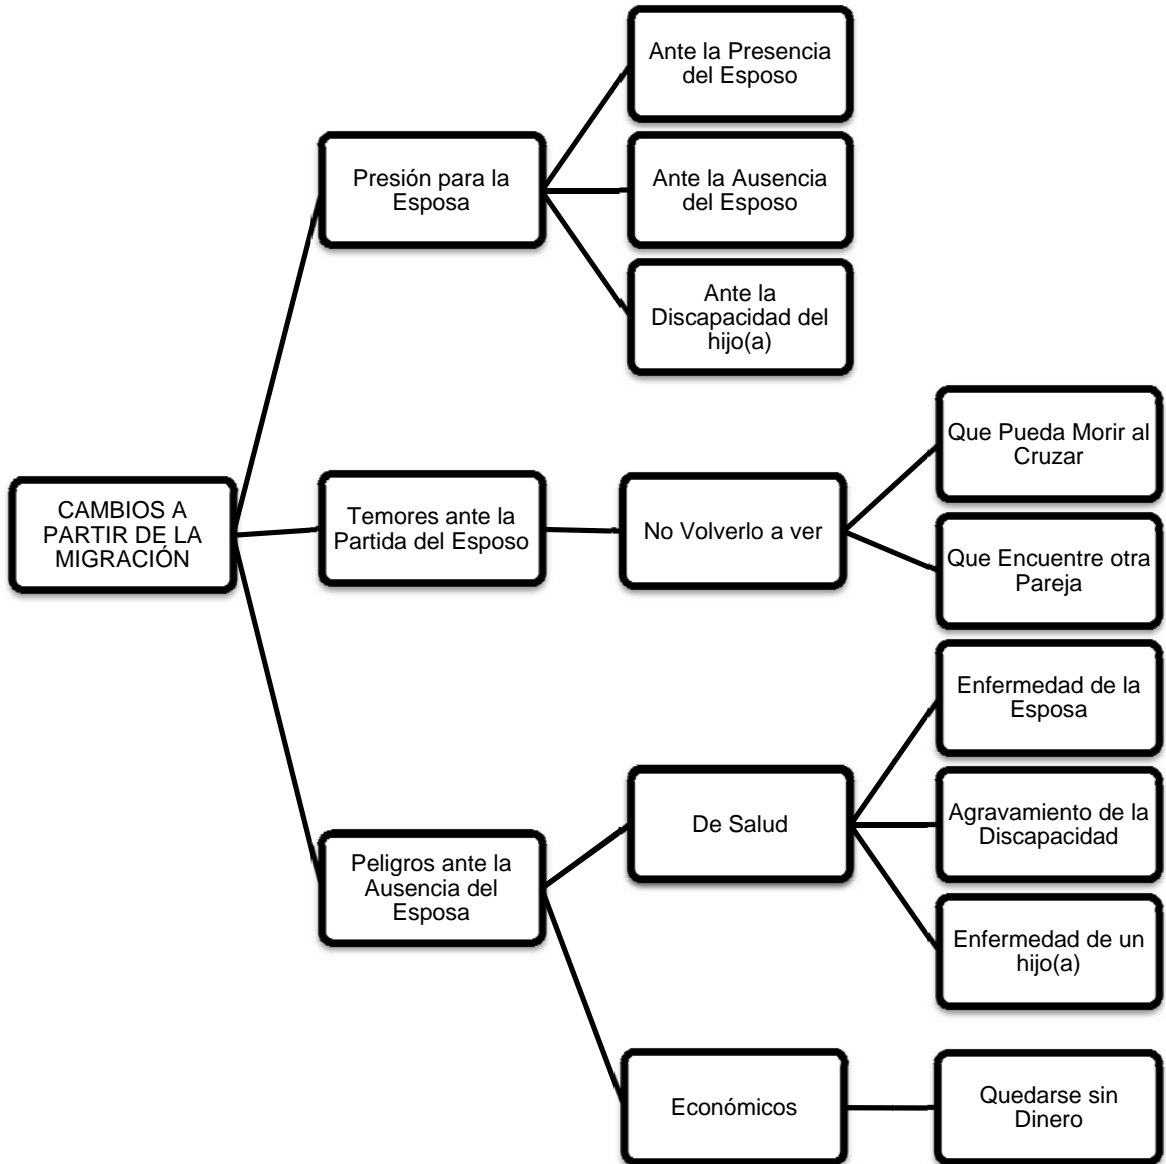 Ante la Presencia
del Esposo
Presión para la
Esposa
Ante la Ausencia
del Esposo
Ante la
Discapacidad del
hijo(a)
CAMBIOS A
PARTIR DE LA
MIGRACIÓN
Temores ante la
Partida del Esposo
No Volverlo a ver
Que Pueda Morir al
Cruzar
Que Encuentre otra
Pareja
Peligros ante la
Ausencia del
Esposa
De Salud
Enfermedad de la
Esposa
Agravamiento de la
Discapacidad
Enfermedad de un
hijo(a)
Económicos
Quedarse sin
Dinero